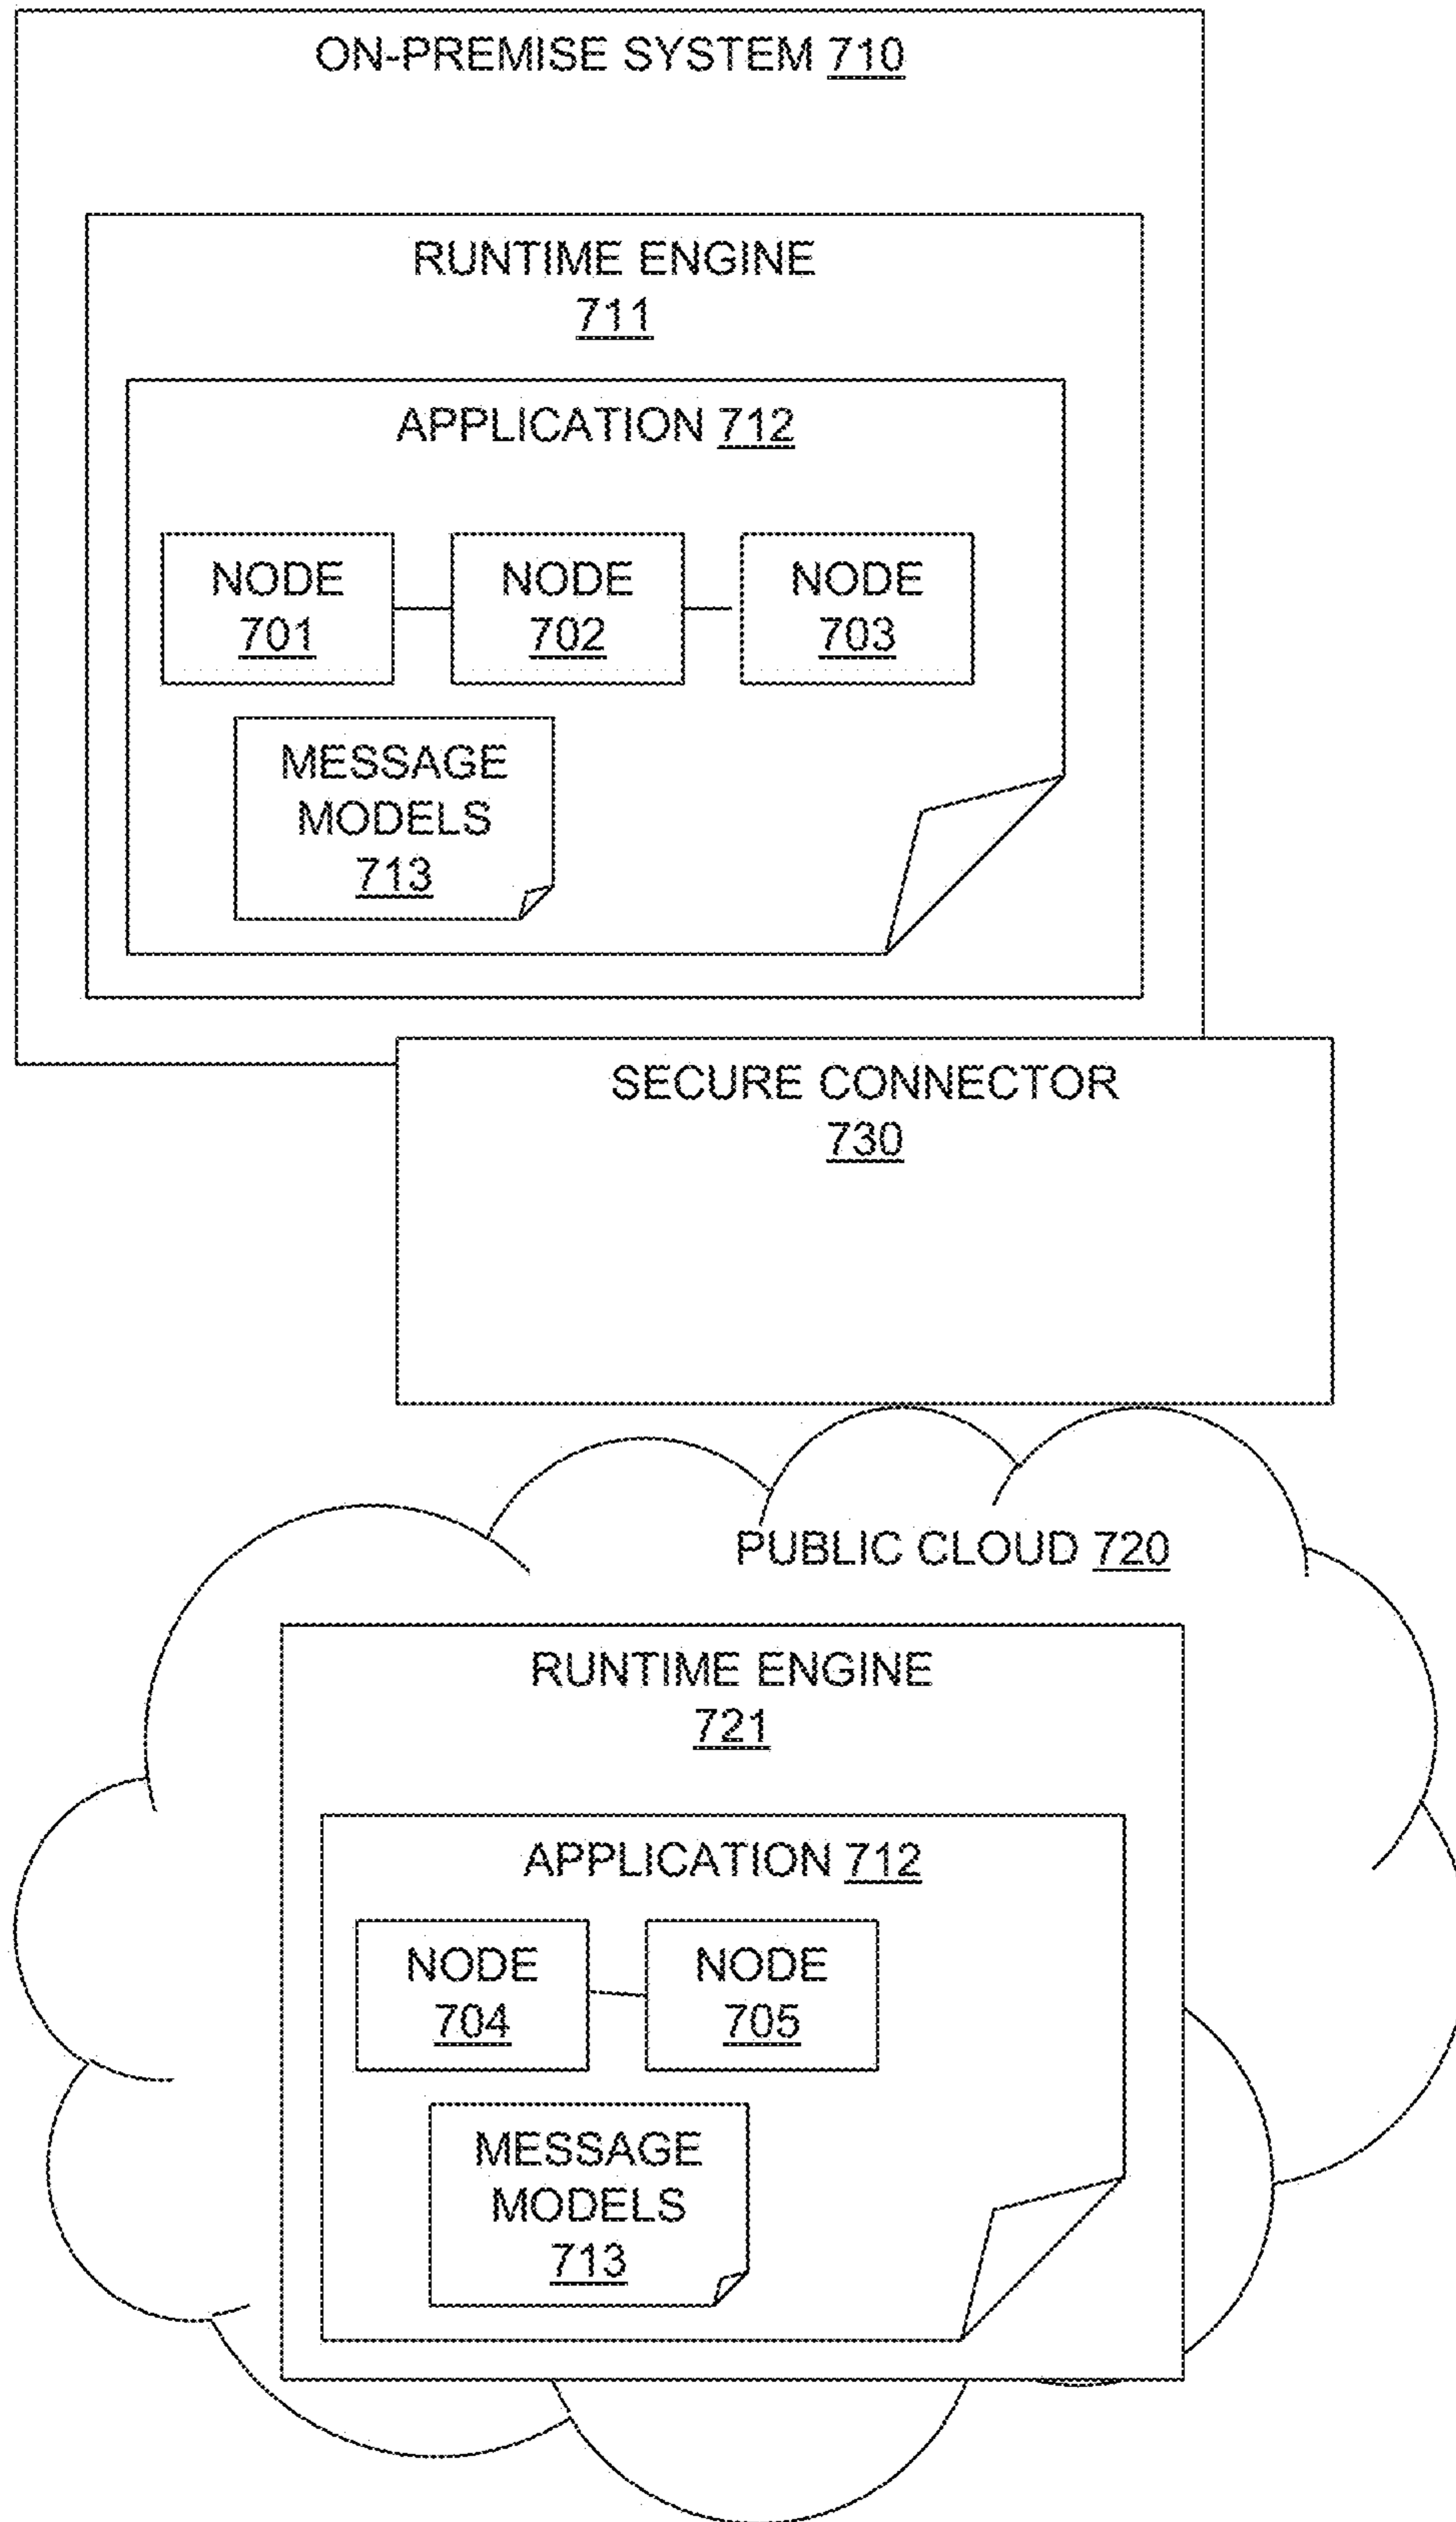 ON-PREMISE SYSTEM 710
RUNTIME ENGINE
711
APPLICATION 712
NODE NODE NODE
701 702 703
MESSAGE
MODELS
713
SECURE CONNECTOR
730
PUBLIC CLOUD 720
RUNTIME ENGINE
721
APPLICATION 712
NODE NODE
704 705
MESSAGE
MODELS
713